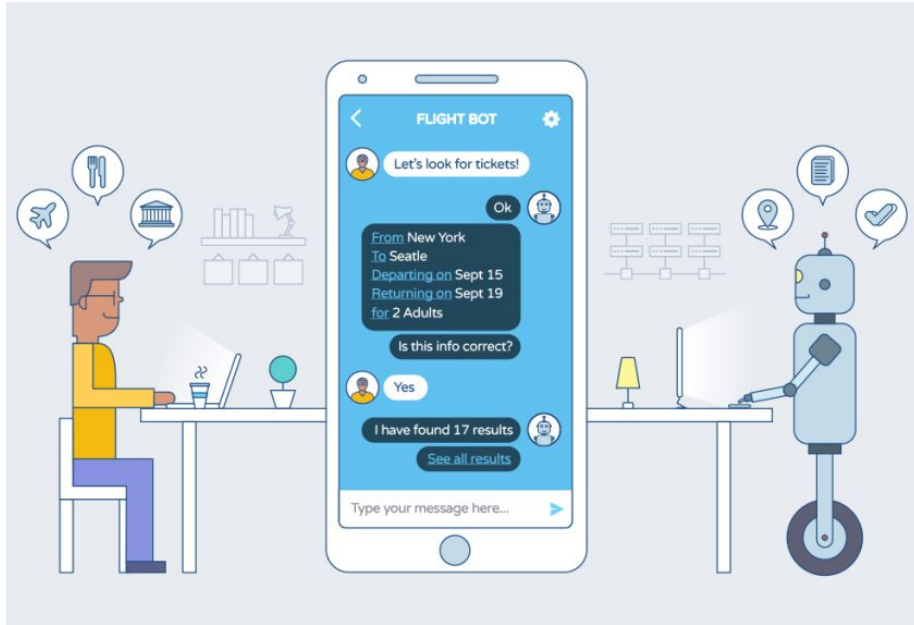 FLIGHT BOT
Let's look for tickets!
Ok
From New York
To Seatle
Departing on Sept 15
Returning on Sept 19
for 2 Adults
Is this info correct?
Yes
I have found 17 results
See all results
Type your message here...